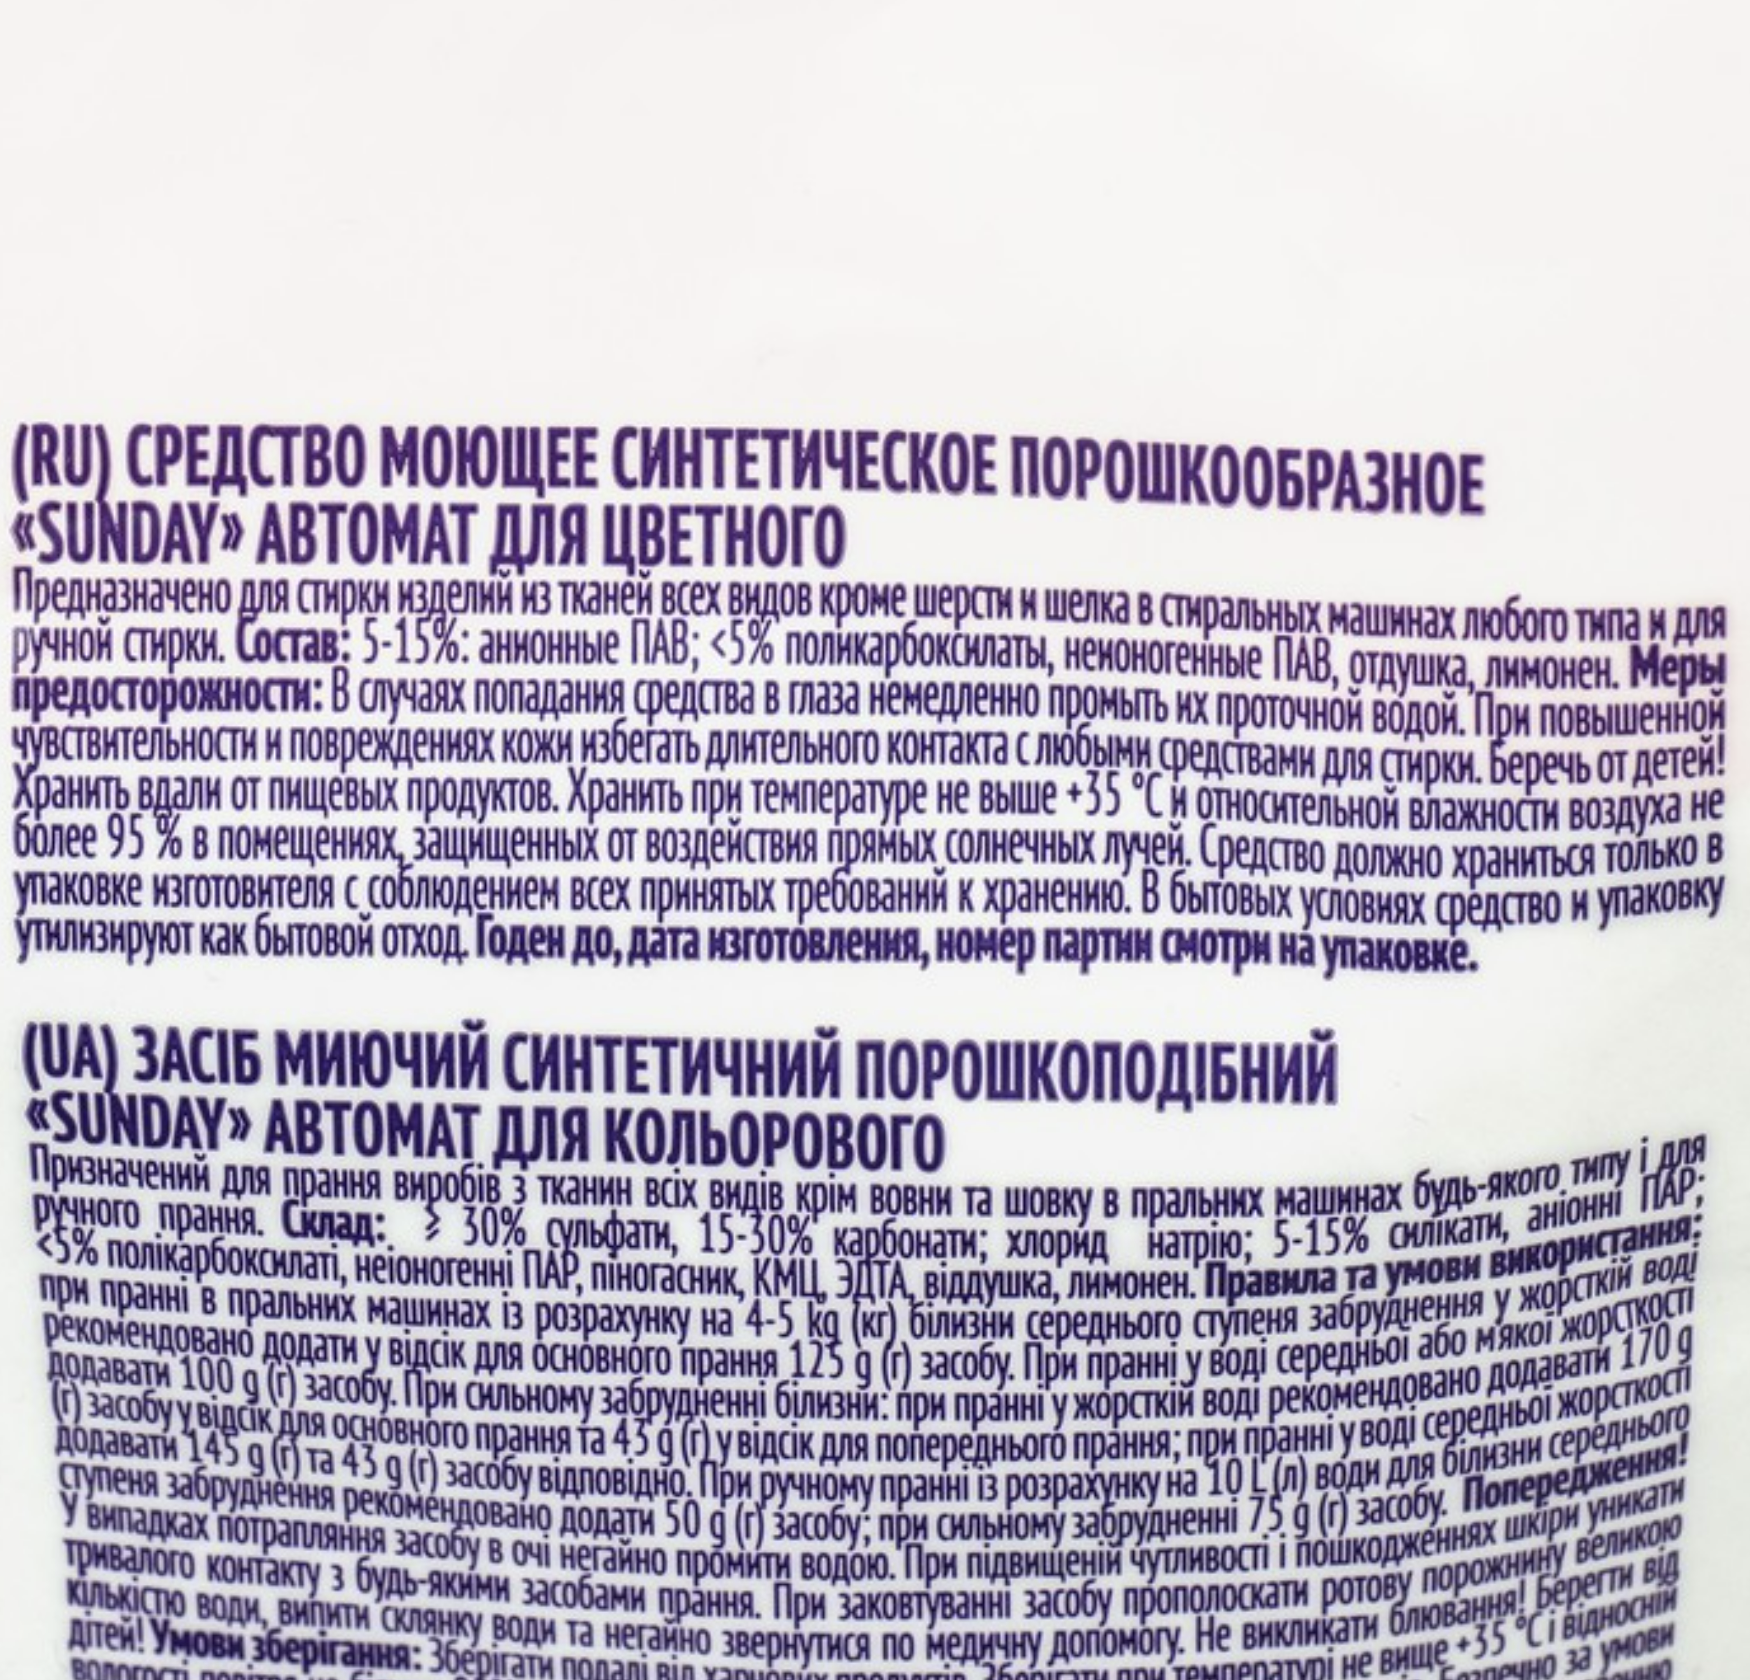 (RU) СРЕДСТВО МОЮЩЕЕ СИНТЕТИЧЕСКОЕ ПОРОШКООБРАЗНОЕ
«SUNDAY» АВТОМАТ ДЛЯ ЦВЕТНОГО
Предназначено для стирки изделий из тканей всех видов кроме шерсти и шелка в стиральных машинах любого типа и для
ручной стирки. Состав: 5-15%: анионные ПАВ; <5% поликарбоксилаты, неионогенные ПАВ, отдушка, лимонен. Меры
предосторожности: В случаях попадания средства в глаза немедленно промыть их проточной водой. При повышенной
чувствительности и повреждениях кожи избегать длительного контакта с любыми средствами для стирки. Беречь от детей!
Хранить вдали от пищевых продуктов. Хранить при температуре не выше +35 °С и относительной влажности воздуха не
более 95 % в помещениях, защищенных от воздействия прямых солнечных лучей. Средство должно храниться только в
упаковке изготовителя с соблюдением всех принятых требований к хранению. В бытовых условиях средство и упаковку
утилизируют как бытовой отход. Годен до, дата изготовления, номер партии смотри на упаковке.
(UA) ЗАСІБ МИЮЧИЙ СИНТЕТИЧНИЙ ПОРОШКОПОДІБНИЙ
«SUNDAY» АВТОМАТ ДЛЯ КОЛЬОРОВОГО
Призначений для прання виробів з тканин всіх видів крім вовни та шовку в пральних машинах будь-якого типу і для
ручного прання. Склад: ≥ 30% сульфати, 15-30% карбонати; хлорид натрію; 5-15% силікати, аніонні ПАР;
<5% полікарбоксилаті, неіоногенні ПАР, піногасник, КМЦ, ЭДТА, віддушка, лимонен. Правила та умови використання:
при пранні в пральних машинах із розрахунку на 4-5 kg (кг) білизни середнього ступеня забруднення у жорсткій воді
рекомендовано додати у відсік для основного прання 125 g (г) засобу. При пранні у воді середньої або м'якої жорсткості
додавати 100 g (г) засобу. При сильному забрудненні білизни: при пранні у жорсткій воді рекомендовано додавати 170 g
(г) засобу у відсік для основного прання та 43 g (г) у відсік для попереднього прання; при пранні у воді середньої жорсткості
додавати 145 g (г) та 43 g (г) засобу відповідно. При ручному пранні із розрахунку на 10 L (л) води для білизни середнього
ступеня забруднення рекомендовано додати 50 g (г) засобу; при сильному забрудненні 75 g (г) засобу. Попередження!
У випадках потрапляння засобу в очі негайно промити водою. При підвищеній чутливості і пошкодженнях шкіри уникати
тривалого контакту з будь-якими засобами прання. При заковтуванні засобу прополоскати ротову порожнину великою
кількістю води, випити склянку води та негайно звернутися по медичну допомогу. Не викликати блювання! Берегти від
дітей! Умови зберігання: Зберігати подалі від харчових продуктів. Зберігати при температурі не вище +35 °С і відносній
за умови